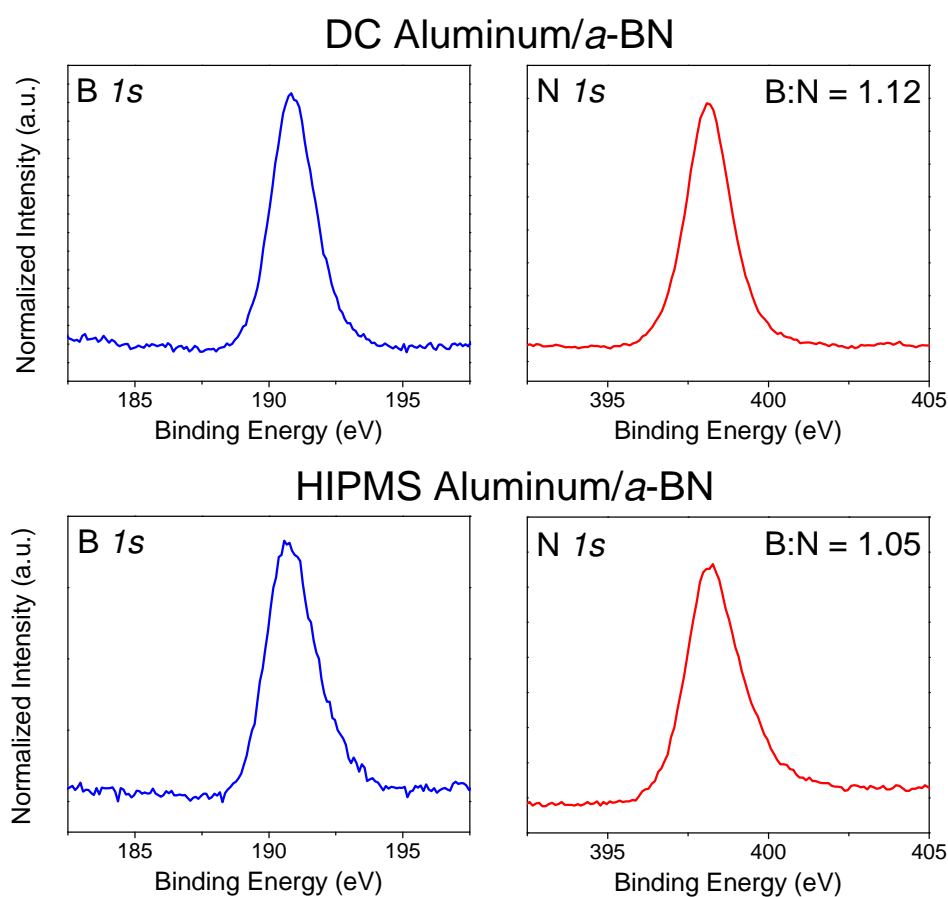 DC Aluminum/a-BN
B 1s
N 1s B:N = 1.12
Normalized Intensity (a.u.)
185 190 195
395 400 405
Binding Energy (eV)
Binding Energy (eV)
HIPMS Aluminum/a-BN
B 1s
N 1s B:N = 1.05
Normalized Intensity (a.u.)
185 190 195
395 400 405
Binding Energy (eV)
Binding Energy (eV)